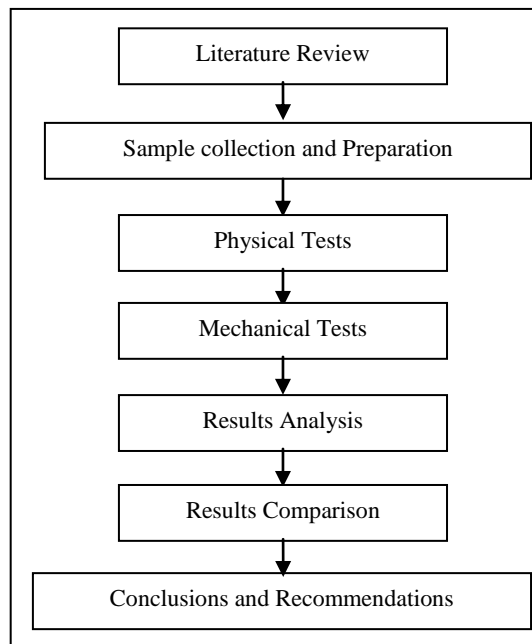 Literature Review
Sample collection and Preparation
Physical Tests
Mechanical Tests
Results Analysis
Results Comparison
Conclusions and Recommendations